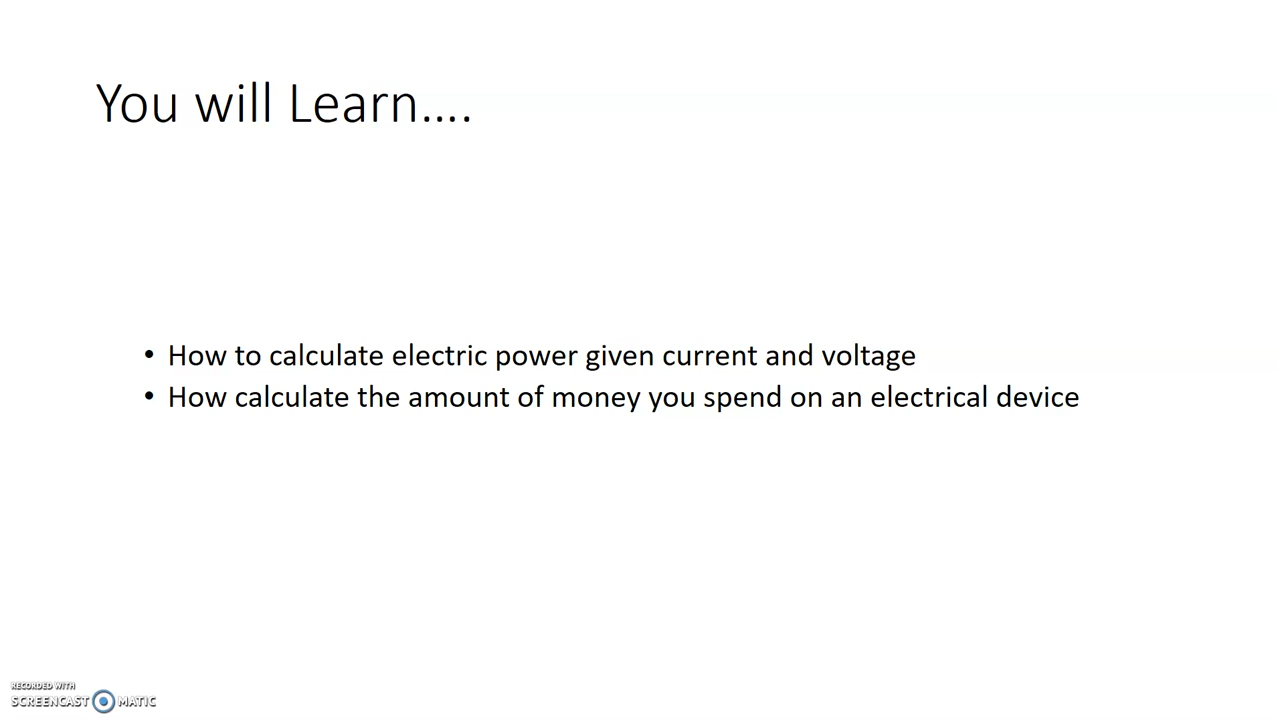 You will Learn....
• How to calculate electric power given current and voltage
• How calculate the amount of money you spend on an electrical device
RECORDED WITH
SCREENCAST MATIC